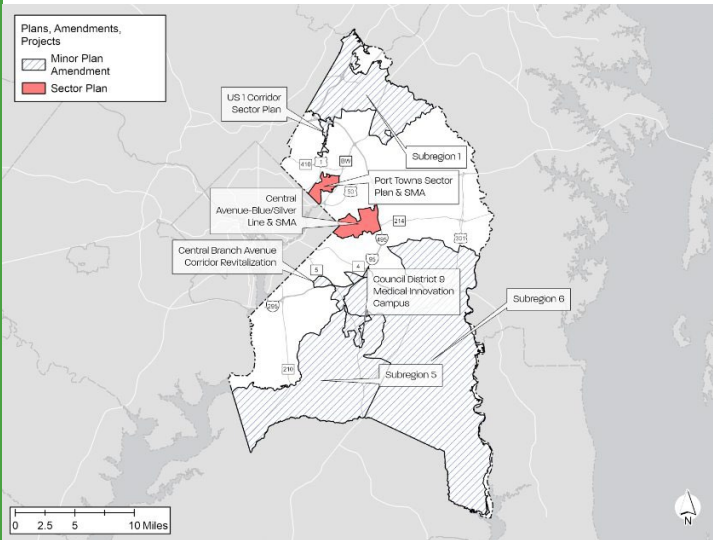 Plans, Amendments,
Projects
Minor Plan
Amendment
Sector Plan
US 1 Corridor
Sector Plan
Subregion 1
410
1
BW
Port Towns Sector
Plan & SMA
50
Central
Avenue-Blue/Silver
Line & SMA
214
495
301
Central Branch Avenue
Corridor Revitalization
95
5
4
Council District 9
Medical Innovation
Campus
Subregion 6
295
210
Subregion 5
0 2.5 5 10 Miles
N